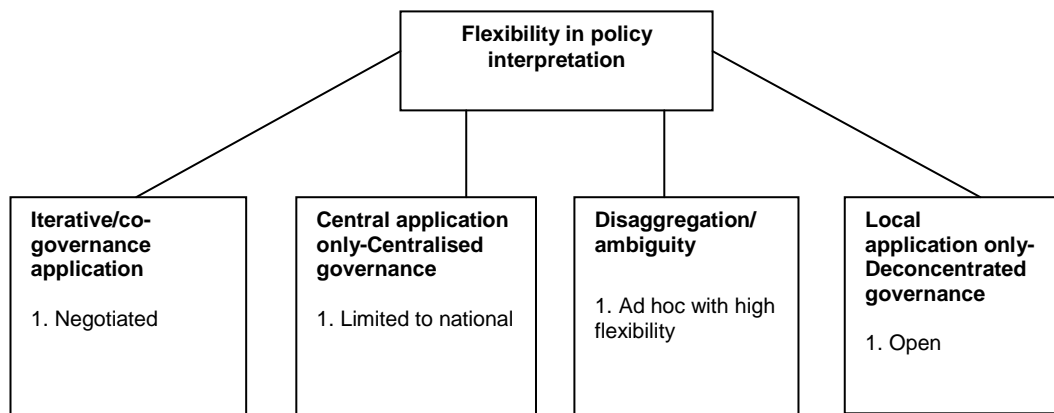 Flexibility in policy
interpretation
Iterative/co-
governance
application
1. Negotiated
Central application
only-Centralised
governance
1. Limited to national
Disaggregation/
ambiguity
1. Ad hoc with high
flexibility
Local
application only-
Deconcentrated
governance
1. Open